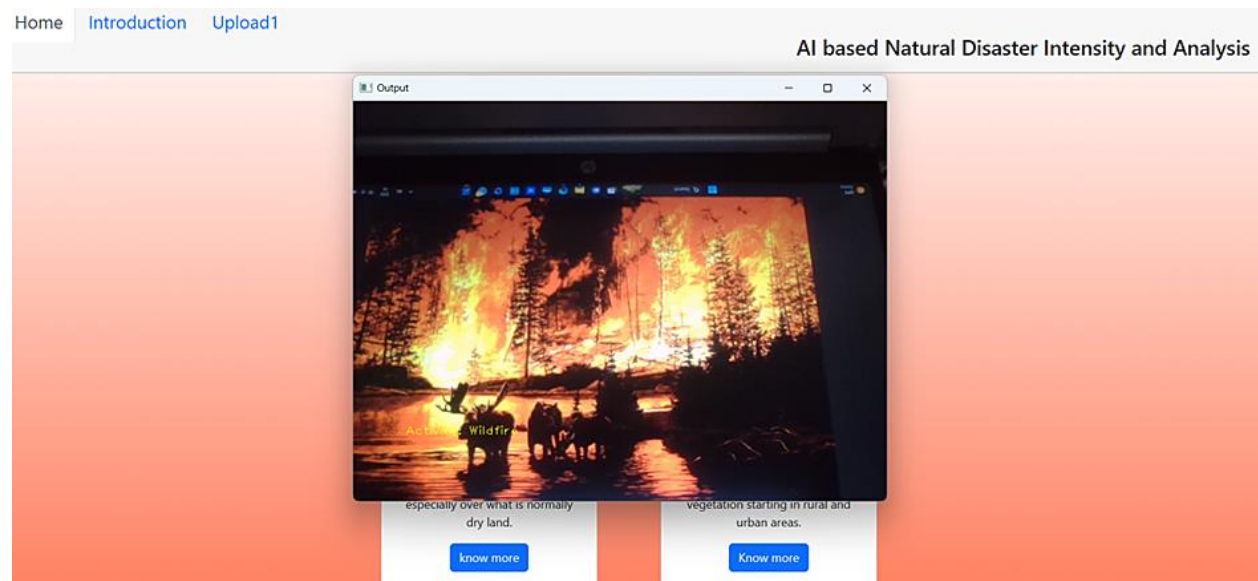 Home Introduction Upload1
AI based Natural Disaster Intensity and Analysis
Output
Wildfire
especially over what is normally
dry land.
know more
vegetation starting in rural and
urban areas.
Know more